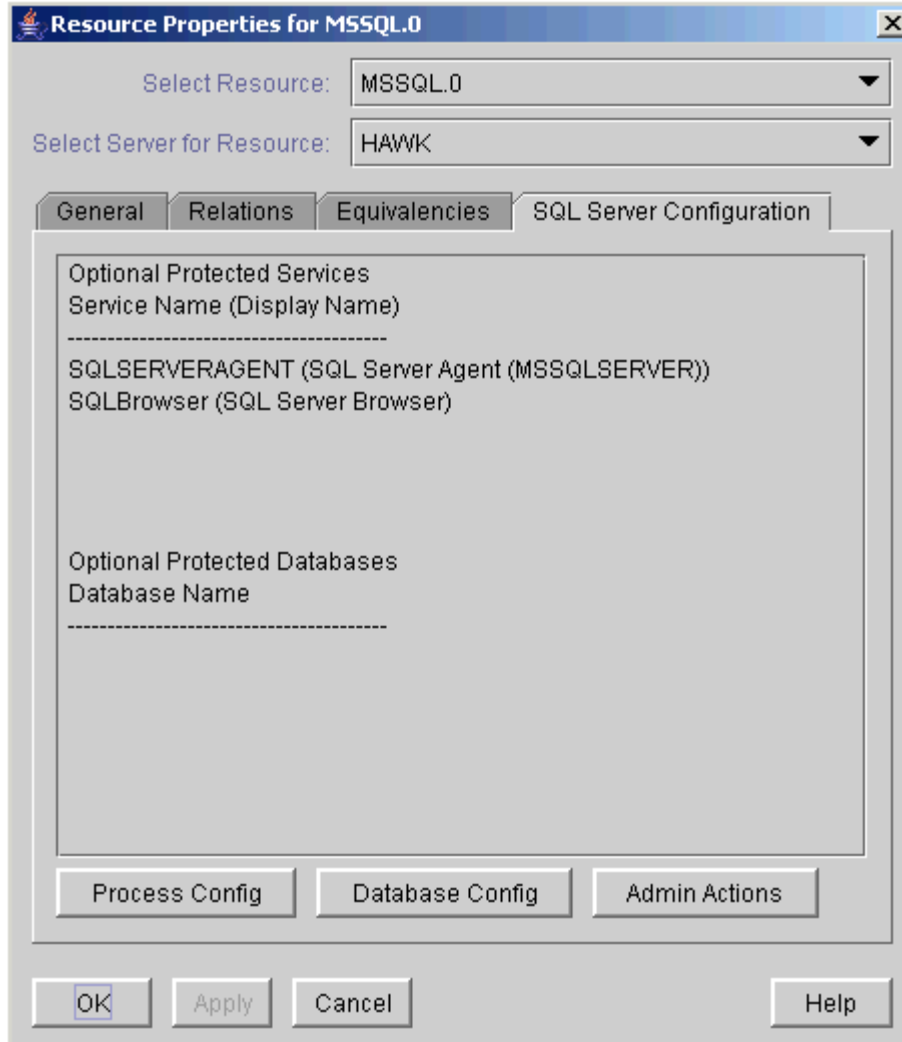 Resource Properties for MSSQL.0
Select Resource: MSSQL.0
Select Server for Resource: HAWK
General Relations Equivalencies SQL Server Configuration
Optional Protected Services
Service Name (Display Name)
----------------------------------------
SQLSERVERAGENT (SQL Server Agent (MSSQLSERVER))
SQLBrowser (SQL Server Browser)
Optional Protected Databases
Database Name
----------------------------------------
Process Config Database Config Admin Actions
OK Apply Cancel Help